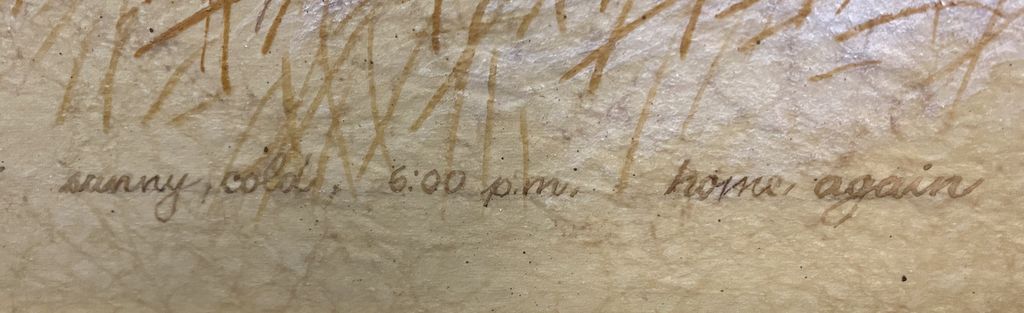 sunny, cold, 6:00 p.m. home again